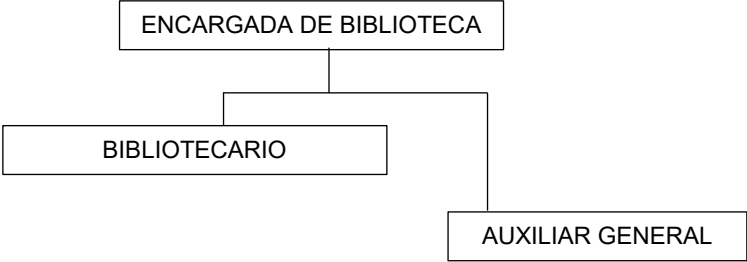 ENCARGADA DE BIBLIOTECA
BIBLIOTECARIO
AUXILIAR GENERAL